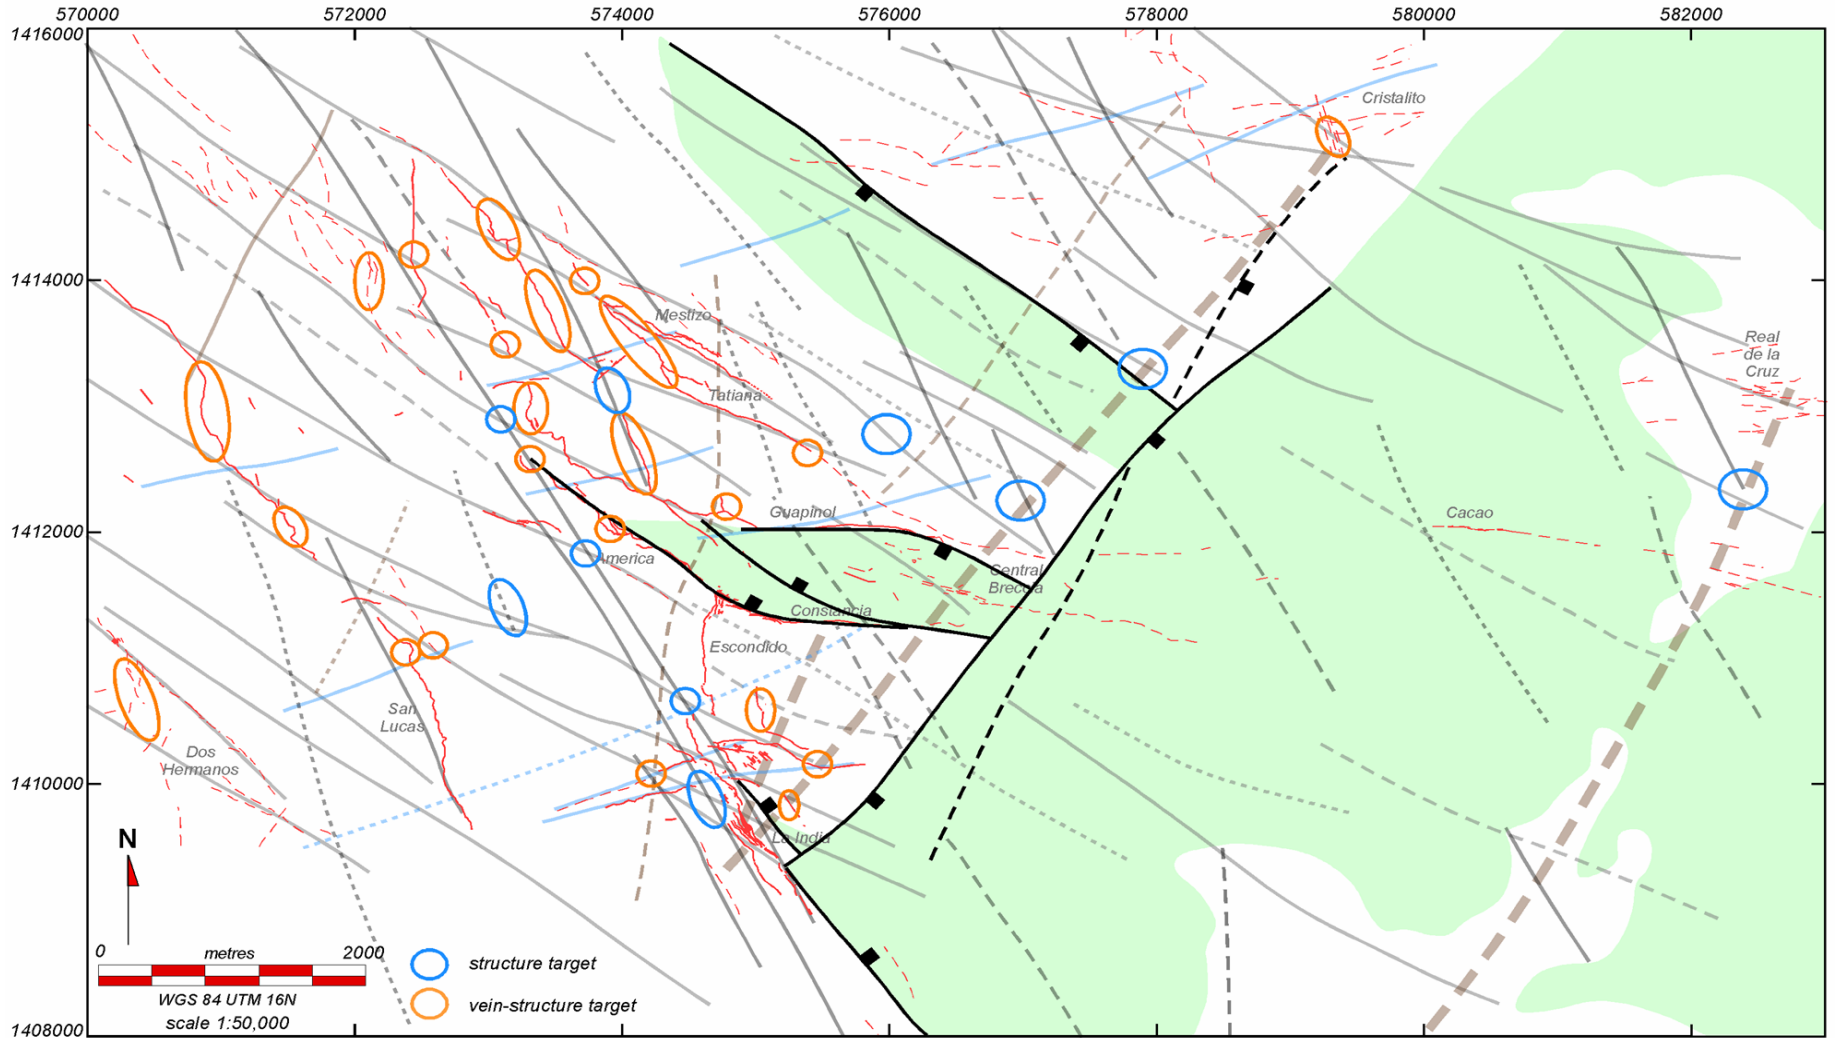 570000 572000 574000 576000 578000 580000 582000
1416000
Cristalito
1414000
Mestizo
Real
de la
Cruz
Tatiana
Guapinol
Cacao
1412000
America
Central
Breccia
Constancia
Escondido
San
Lucas
Dos
Hermanos
1410000
La India
N
0 metres 2000
WGS 84 UTM 16N
scale 1:50,000
structure target
vein-structure target
1408000